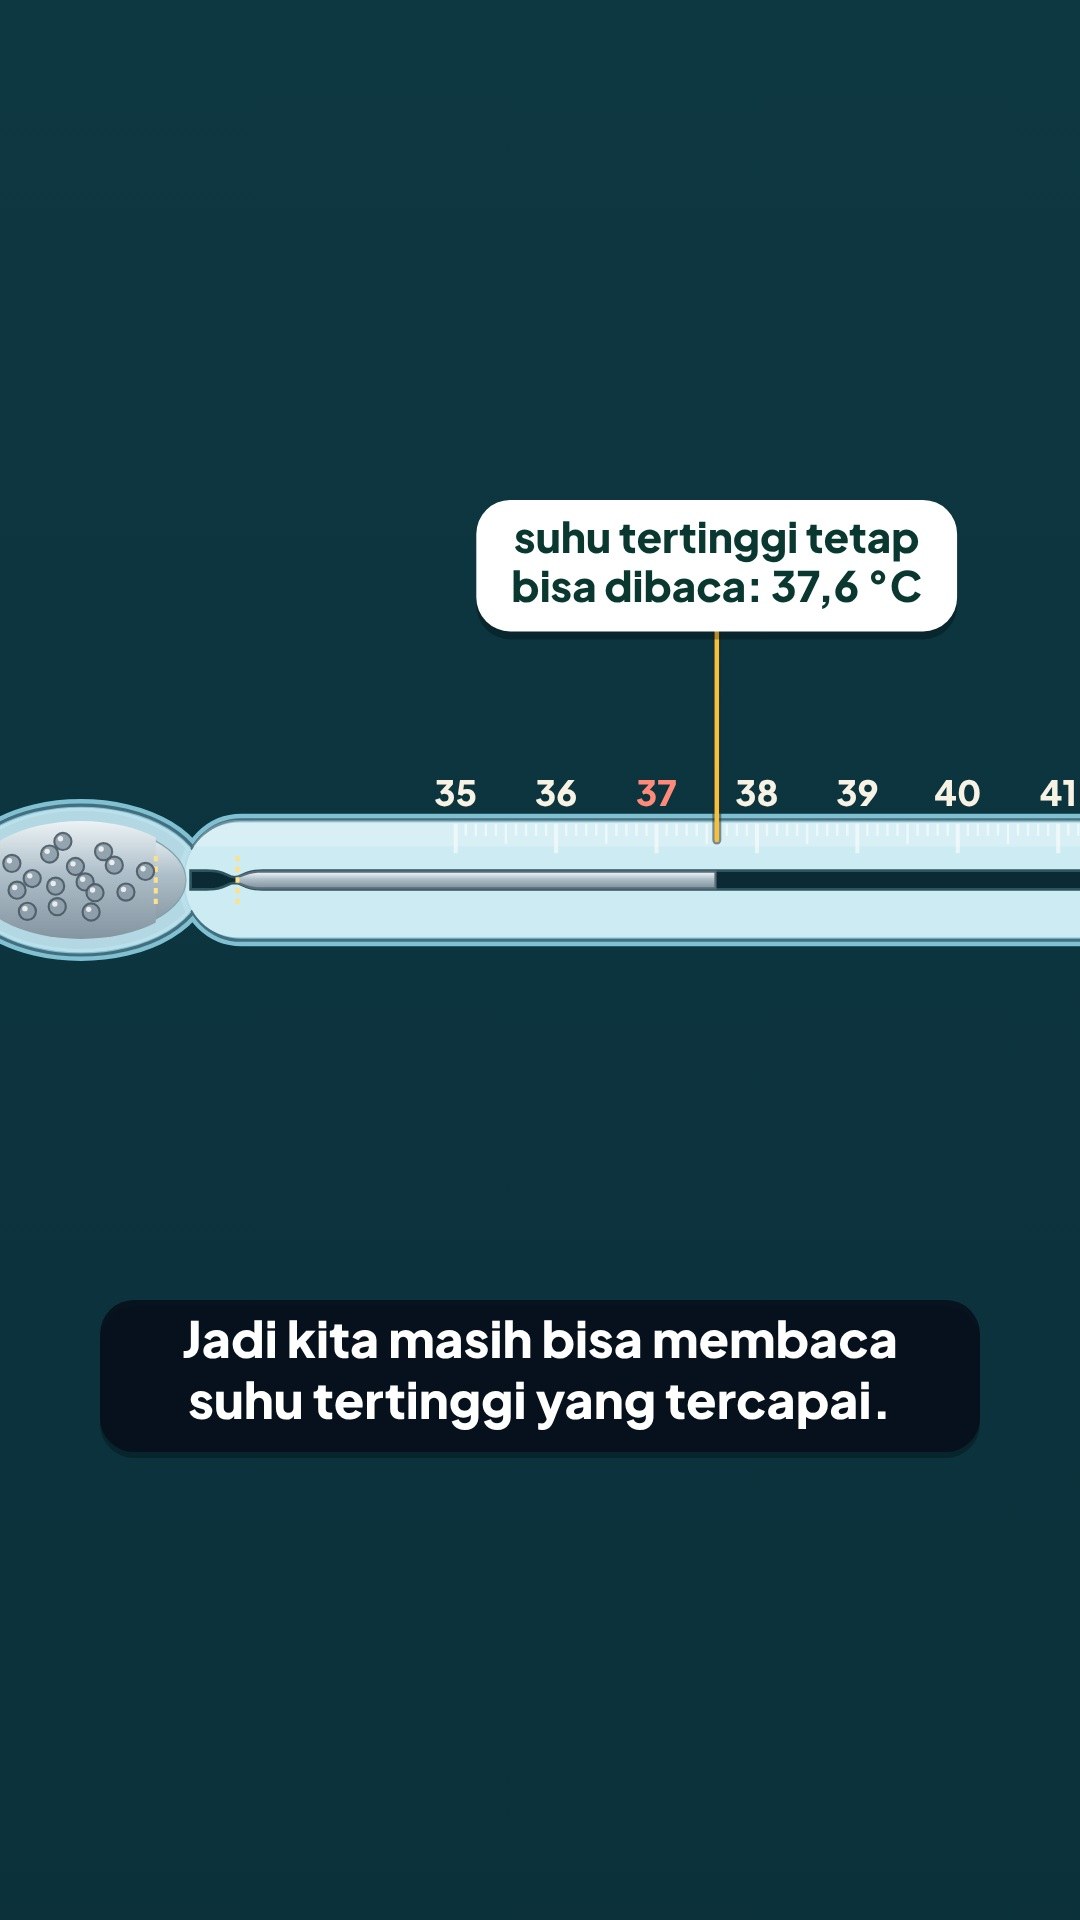 suhu tertinggi tetap
bisa dibaca: 37,6 °C
35 36 37 38 39 40 41
Jadi kita masih bisa membaca
suhu tertinggi yang tercapai.